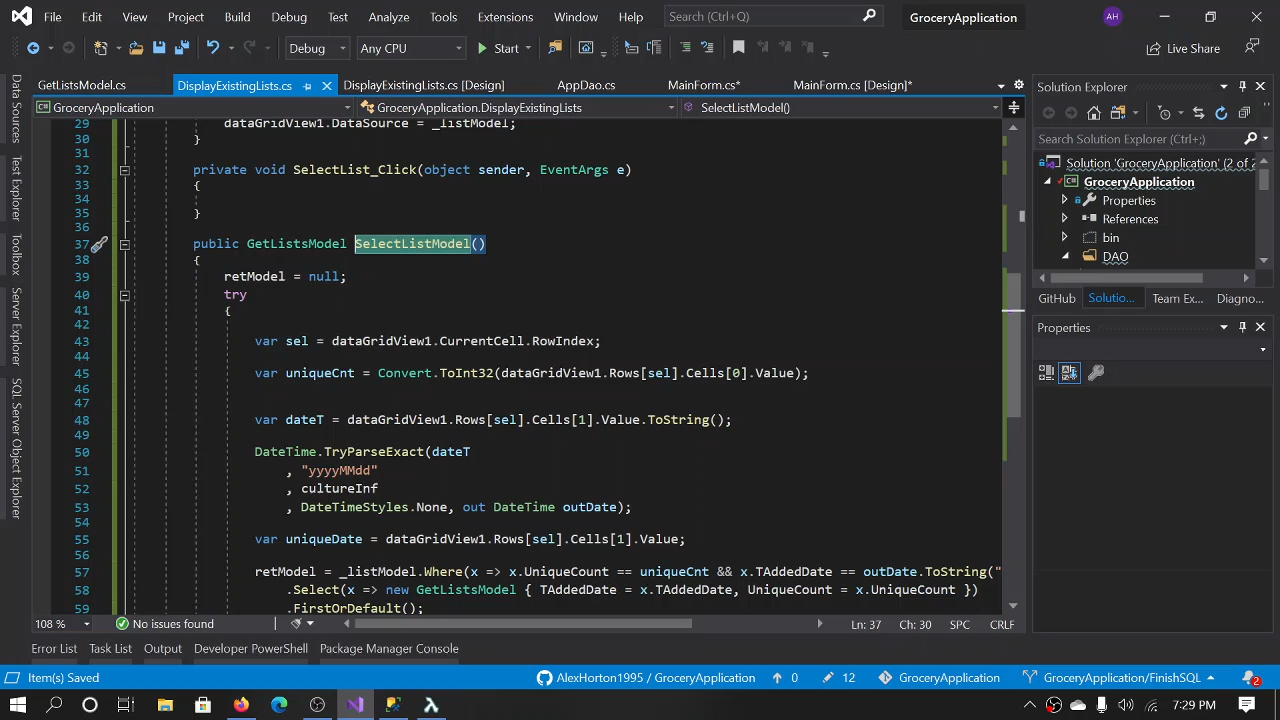 File Edit View Project Build Debug Test Analyze Tools Extensions Window Help Search (Ctrl+Q) GroceryApplication AH
Debug Any CPU Start Live Share
GetListsModel.cs DisplayExistingLists.cs DisplayExistingLists.cs [Design] AppDao.cs MainForm.cs* MainForm.cs [Design]*
GroceryApplication GroceryApplication.DisplayExistingLists SelectListModel()
29 dataGridView1.DataSource = _listModel;
30 }
31
32 private void SelectList_Click(object sender, EventArgs e)
33 {
34
35 }
36
37 public GetListsModel SelectListModel()
38 {
39 retModel = null;
40 try
41 {
42
43 var sel = dataGridView1.CurrentCell.RowIndex;
44
45 var uniqueCnt = Convert.ToInt32(dataGridView1.Rows[sel].Cells[0].Value);
46
47
48 var dateT = dataGridView1.Rows[sel].Cells[1].Value.ToString();
49
50 DateTime.TryParseExact(dateT
51 , "yyyyMMdd"
52 , cultureInf
53 , DateTimeStyles.None, out DateTime outDate);
54
55 var uniqueDate = dataGridView1.Rows[sel].Cells[1].Value;
56
57 retModel = _listModel.Where(x => x.UniqueCount == uniqueCnt && x.TAddedDate == outDate.ToString("
58 .Select(x => new GetListsModel { TAddedDate = x.TAddedDate, UniqueCount = x.UniqueCount })
59 .FirstOrDefault();
108 % No issues found Ln: 37 Ch: 30 SPC CRLF
Data Sources
Test Explorer
Toolbox
Server Explorer
SQL Server Object Explorer
Solution Explorer
Search Solution Explorer (Ctrl+;)
Solution 'GroceryApplication' (2 of 2
GroceryApplication
Properties
References
bin
DAO
GitHub Solutio... Team Ex... Diagno...
Properties
Error List Task List Output Developer PowerShell Package Manager Console
Item(s) Saved AlexHorton1995 / GroceryApplication 0 12 GroceryApplication GroceryApplication/FinishSQL 2
7:29 PM